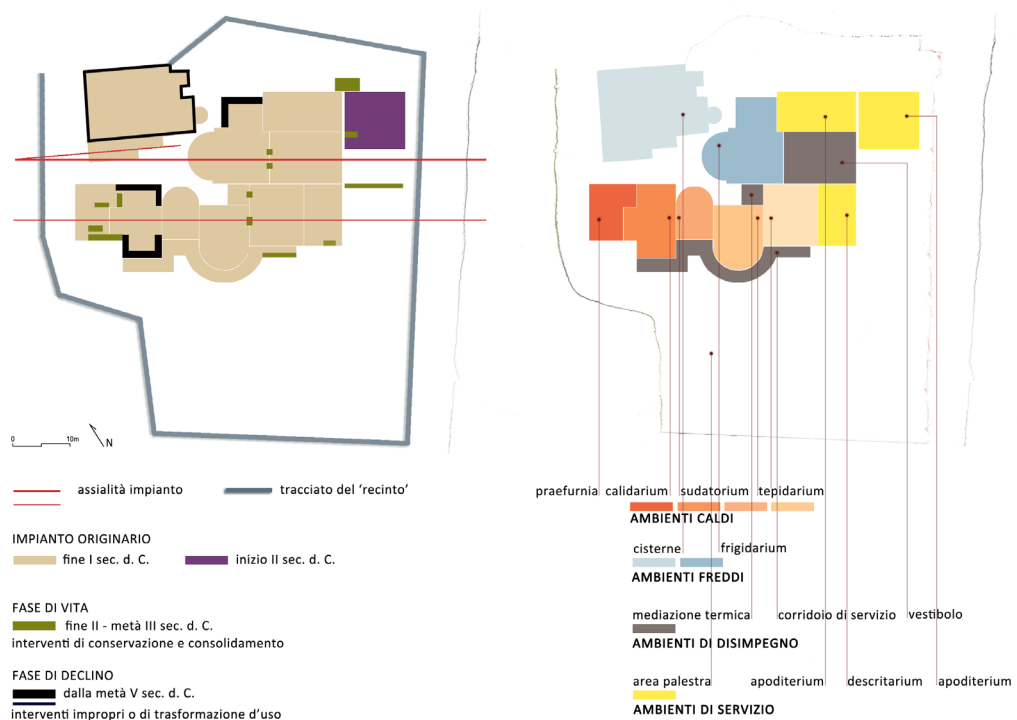 0 10m
N
assialità impianto
tracciato del 'recinto'
IMPIANTO ORIGINARIO
fine I sec. d. C.
inizio II sec. d. C.
FASE DI VITA
fine II - metà III sec. d. C.
interventi di conservazione e consolidamento
FASE DI DECLINO
dalla metà V sec. d. C.
interventi impropri o di trasformazione d'uso
praefurnia calidarium sudatorium tepidarium
AMBIENTI CALDI
cisterne frigidarium
AMBIENTI FREDDI
mediazione termica corridoio di servizio vestibolo
AMBIENTI DI DISIMPEGNO
area palestra apoditerium descritarium apoditerium
AMBIENTI DI SERVIZIO